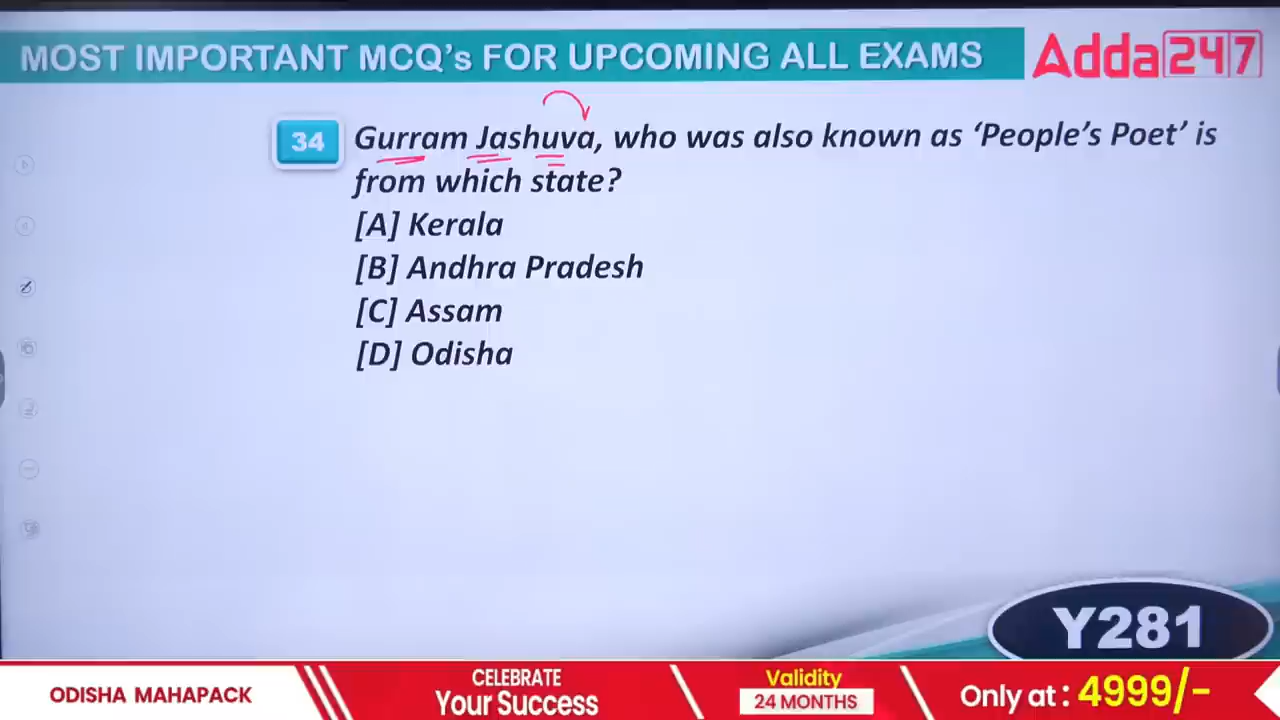 MOST IMPORTANT MCQ's FOR UPCOMING ALL EXAMS
Adda247
34
Gurram Jashuva, who was also known as ‘People’s Poet’ is
from which state?
[A] Kerala
[B] Andhra Pradesh
[C] Assam
[D] Odisha
Y281
ODISHA MAHAPACK
CELEBRATE
Your Success
Validity
24 MONTHS
Only at : 4999/-